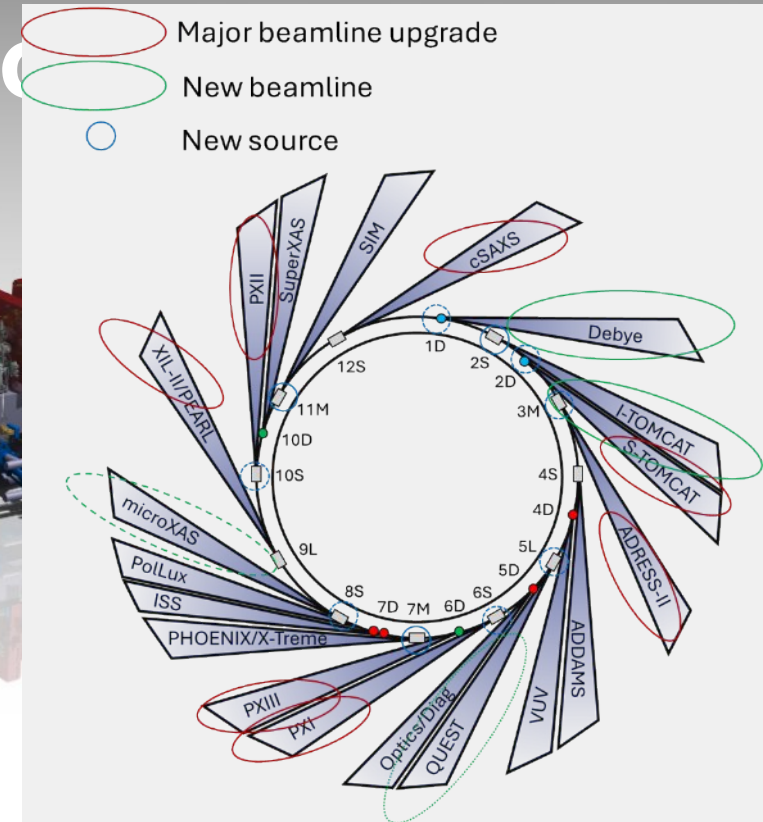 Major beamline upgrade
New beamline
New source
SIM
SuperXAS
PXII
cSAXS
Debye
XIL-II/PEARL
1D
2S
2D
12S
3M
11M
I-TOMCAT
S-TOMCAT
10D
10S
4S
4D
microXAS
ADRESS-II
9L
5L
5D
PolLux
ISS
8S
7D
7M
6D
6S
PHOENIX/X-Treme
ADDAMS
VUV
PXIII
PXI
Optics/Diag
QUEST